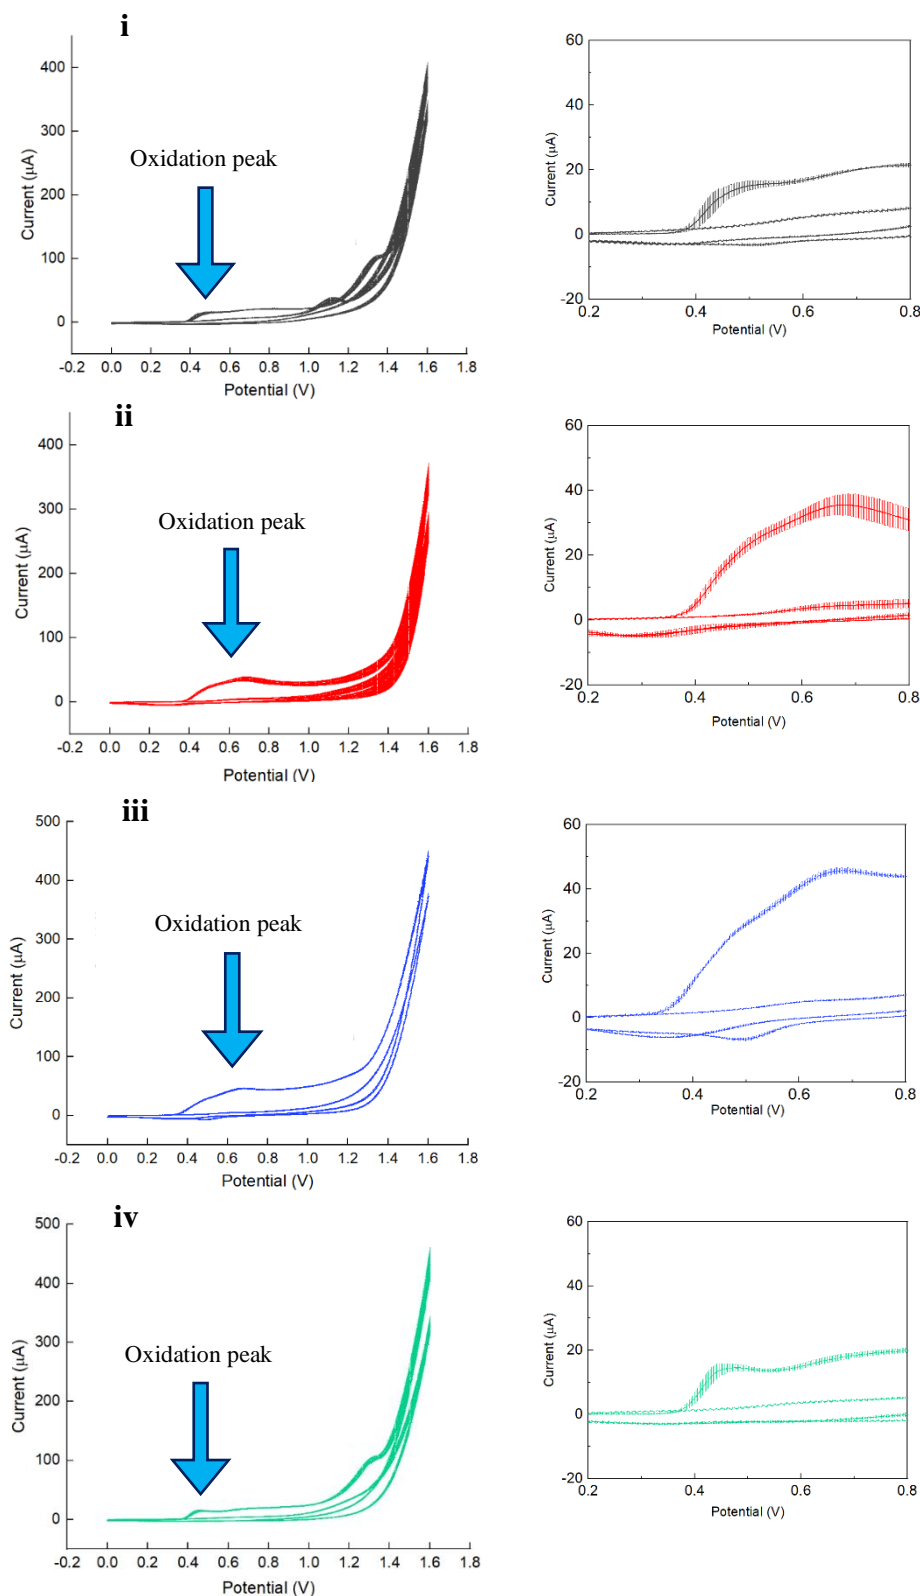 i
400
300
200
100
0
Current (µA)
Oxidation peak
-0.2 0.0 0.2 0.4 0.6 0.8 1.0 1.2 1.4 1.6 1.8
Potential (V)
60
40
20
0
-20
Current (µA)
0.2 0.4 0.6 0.8
Potential (V)
ii
400
300
200
100
0
Current (µA)
Oxidation peak
-0.2 0.0 0.2 0.4 0.6 0.8 1.0 1.2 1.4 1.6 1.8
Potential (V)
60
40
20
0
-20
Current (µA)
0.2 0.4 0.6 0.8
Potential (V)
iii
500
400
300
200
100
0
Current (µA)
Oxidation peak
-0.2 0.0 0.2 0.4 0.6 0.8 1.0 1.2 1.4 1.6 1.8
Potential (V)
60
40
20
0
-20
Current (µA)
0.2 0.4 0.6 0.8
Potential (V)
iv
500
400
300
200
100
0
Current (µA)
Oxidation peak
-0.2 0.0 0.2 0.4 0.6 0.8 1.0 1.2 1.4 1.6 1.8
Potential (V)
60
40
20
0
-20
Current (µA)
0.2 0.4 0.6 0.8
Potential (V)